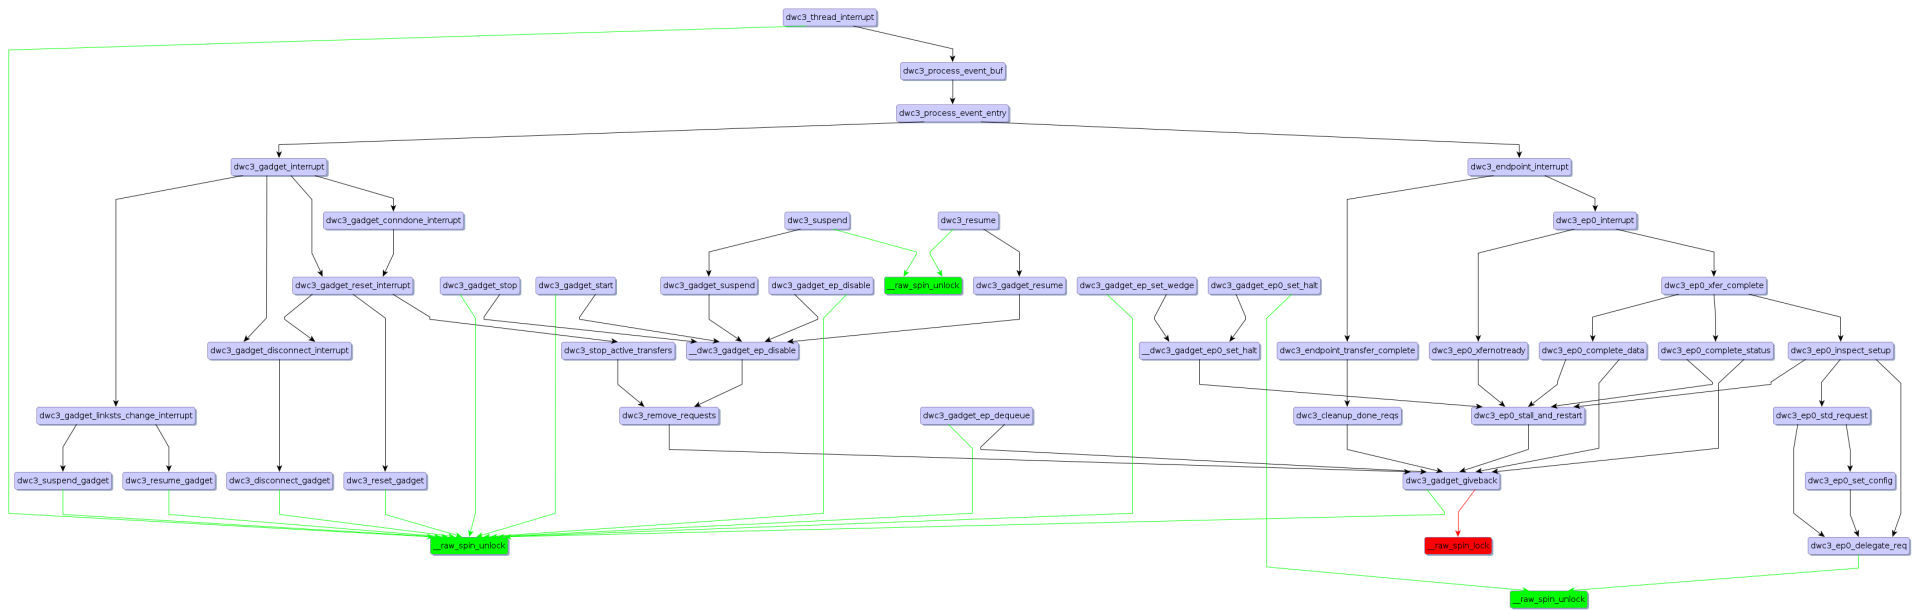 dwc3_thread_interrupt
dwc3_process_event_buf
dwc3_process_event_entry
dwc3_gadget_interrupt
dwc3_endpoint_interrupt
dwc3_gadget_conndone_interrupt
dwc3_suspend
dwc3_resume
dwc3_ep0_interrupt
dwc3_gadget_reset_interrupt
dwc3_gadget_stop
dwc3_gadget_start
dwc3_gadget_suspend
dwc3_gadget_ep_disable
__raw_spin_unlock
dwc3_gadget_resume
dwc3_gadget_ep_set_wedge
dwc3_gadget_ep0_set_halt
dwc3_ep0_xfer_complete
dwc3_gadget_disconnect_interrupt
dwc3_stop_active_transfers
__dwc3_gadget_ep_disable
__dwc3_gadget_ep0_set_halt
dwc3_endpoint_transfer_complete
dwc3_ep0_xfernotready
dwc3_ep0_complete_data
dwc3_ep0_complete_status
dwc3_ep0_inspect_setup
dwc3_gadget_linksts_change_interrupt
dwc3_remove_requests
dwc3_gadget_ep_dequeue
dwc3_cleanup_done_reqs
dwc3_ep0_stall_and_restart
dwc3_ep0_std_request
dwc3_suspend_gadget
dwc3_resume_gadget
dwc3_disconnect_gadget
dwc3_reset_gadget
dwc3_gadget_giveback
dwc3_ep0_set_config
__raw_spin_unlock
__raw_spin_lock
dwc3_ep0_delegate_req
__raw_spin_unlock